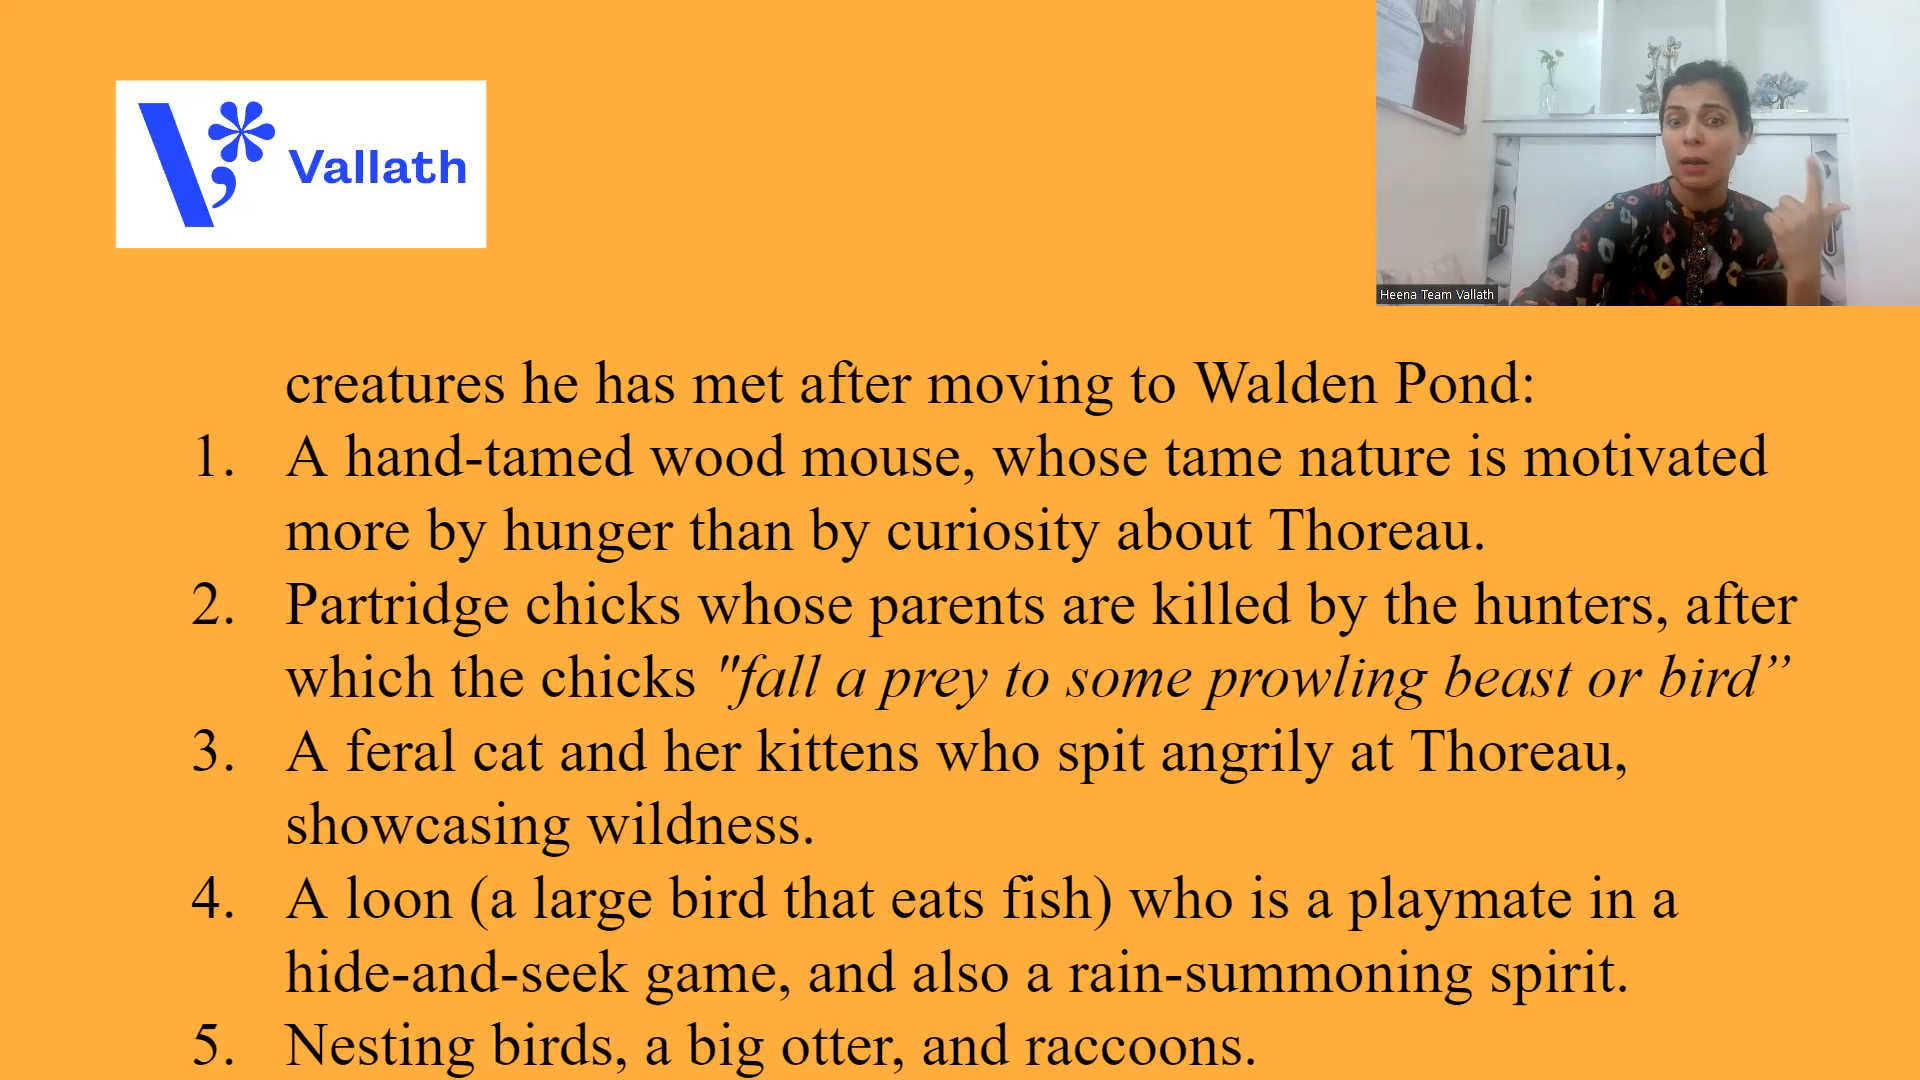 Vallath
Heena Team Vallath
creatures he has met after moving to Walden Pond:
1. A hand-tamed wood mouse, whose tame nature is motivated
more by hunger than by curiosity about Thoreau.
2. Partridge chicks whose parents are killed by the hunters, after
which the chicks "fall a prey to some prowling beast or bird”
3. A feral cat and her kittens who spit angrily at Thoreau,
showcasing wildness.
4. A loon (a large bird that eats fish) who is a playmate in a
hide-and-seek game, and also a rain-summoning spirit.
5. Nesting birds, a big otter, and raccoons.